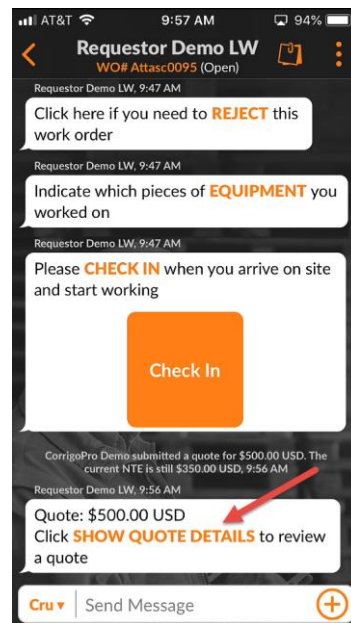 AT&T 9:57 AM 94%
Requestor Demo LW
WO# Attasc0095 (Open)
Requestor Demo LW, 9:47 AM
Click here if you need to REJECT this
work order
Requestor Demo LW, 9:47 AM
Indicate which pieces of EQUIPMENT you
worked on
Requestor Demo LW, 9:47 AM
Please CHECK IN when you arrive on site
and start working
Check In
CorrigoPro Demo submitted a quote for $500.00 USD. The
current NTE is still $350.00 USD, 9:56 AM
Requestor Demo LW, 9:56 AM
Quote: $500.00 USD
Click SHOW QUOTE DETAILS to review
a quote
Cru Send Message